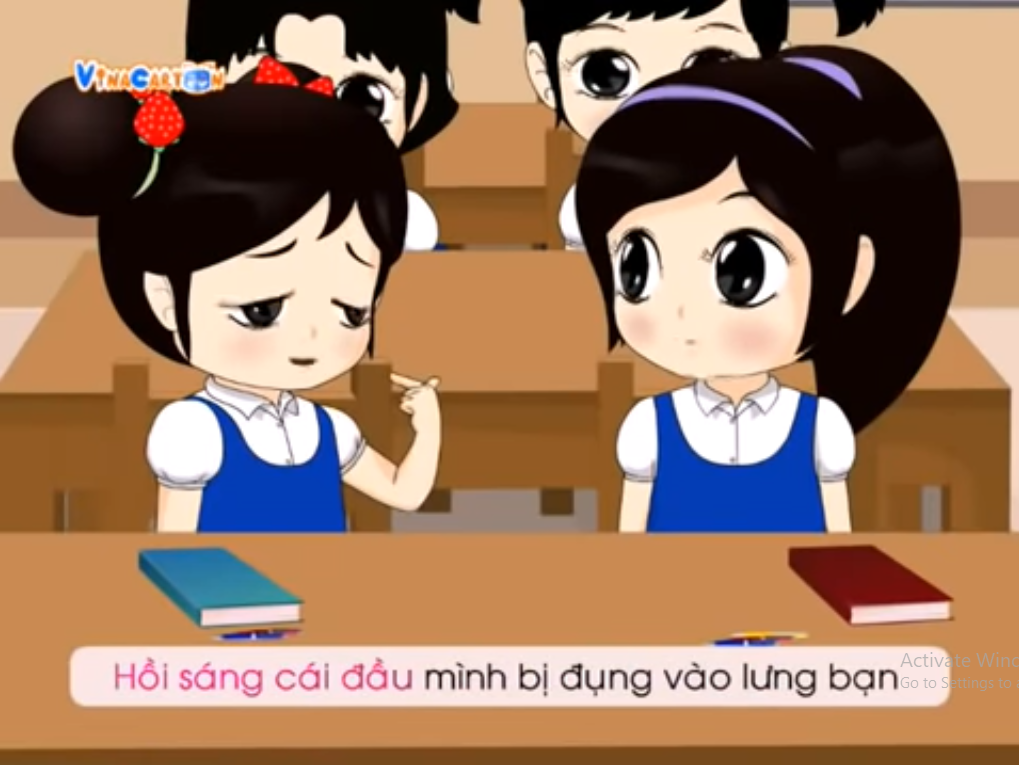 VINACARTOON
Hồi sáng cái đầu mình bị đụng vào lưng bạn
Activate Wind
Go to Settings to